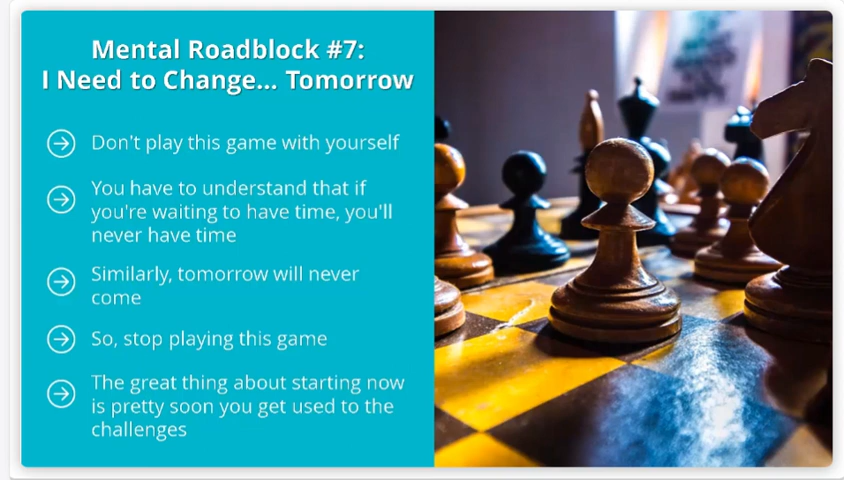 Mental Roadblock #7:
I Need to Change... Tomorrow
Don't play this game with yourself
You have to understand that if
you're waiting to have time, you'll
never have time
Similarly, tomorrow will never
come
So, stop playing this game
The great thing about starting now
is pretty soon you get used to the
challenges